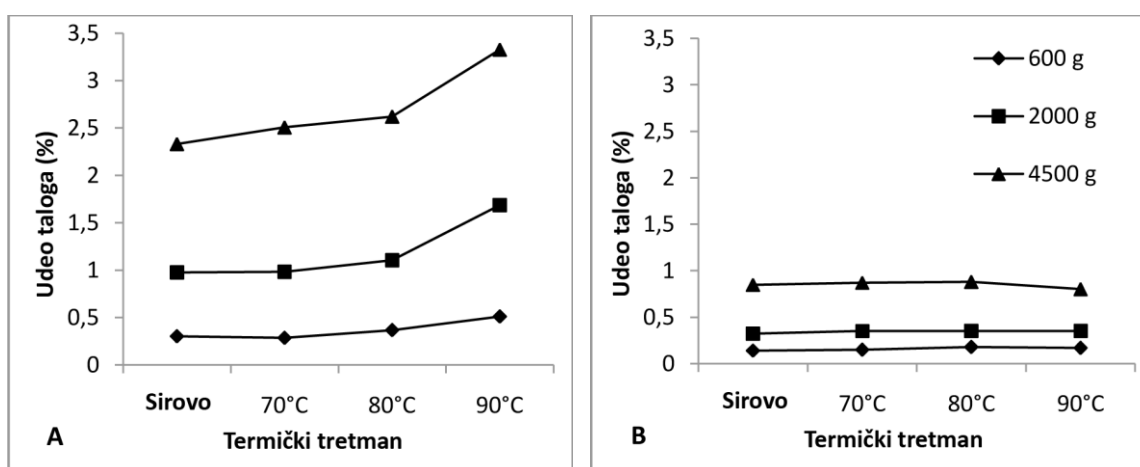 3,5
3
2,5
2
1,5
1
0,5
0
Udeo taloga (%)
Sirovo 70°C 80°C 90°C
A Termički tretman
3,5
3
2,5
2
1,5
1
0,5
0
Udeo taloga (%)
600 g
2000 g
4500 g
Sirovo 70°C 80°C 90°C
B Termički tretman